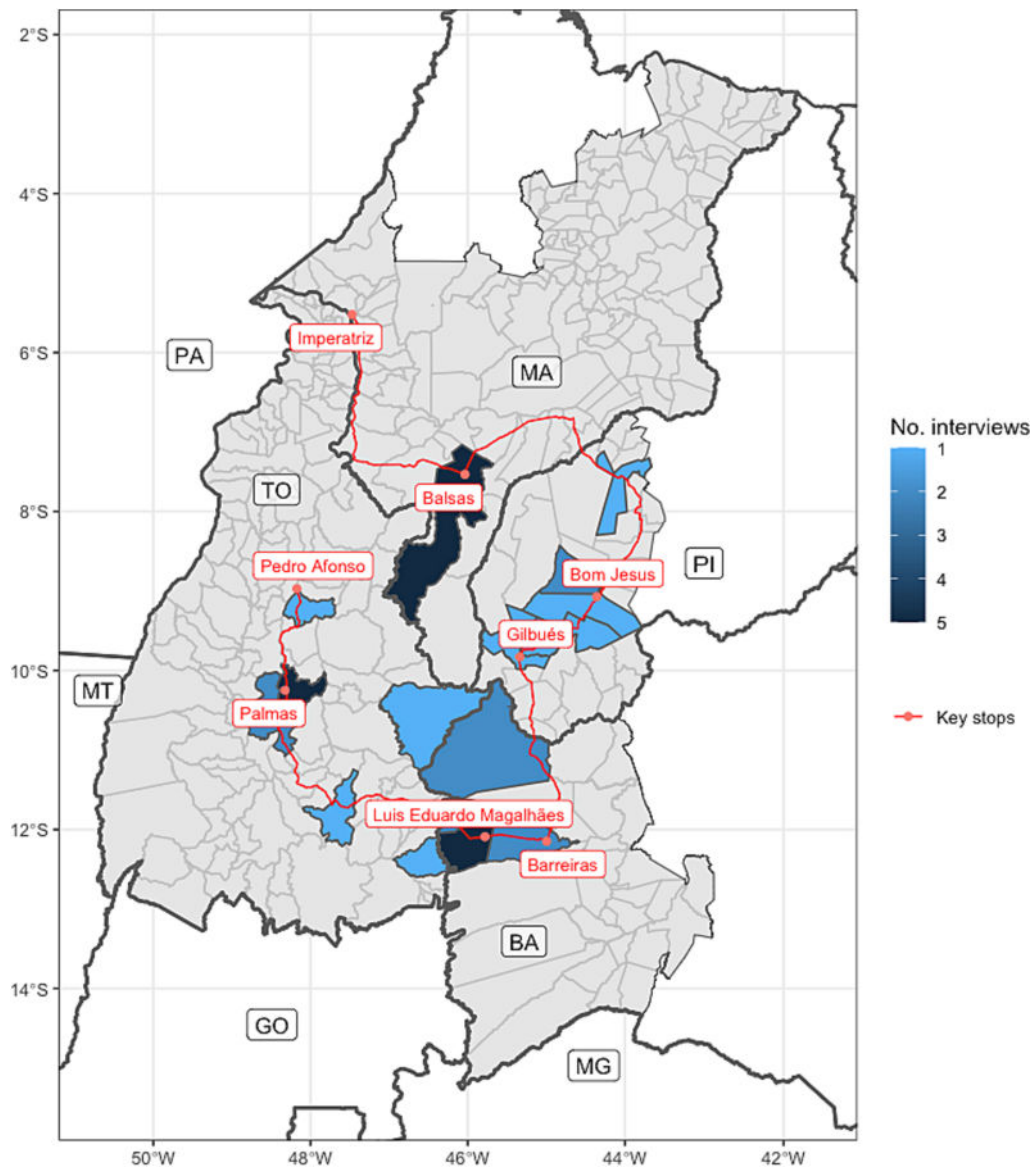 2°S
4°S
6°S
8°S
10°S
12°S
14°S
50°W
48°W
46°W
44°W
42°W
Imperatriz
PA
MA
Balsas
TO
Pedro Afonso
Bom Jesus
PI
Gilbués
MT
Palmas
Luis Eduardo Magalhães
Barreiras
BA
GO
MG
No. interviews
1
2
3
4
5
Key stops